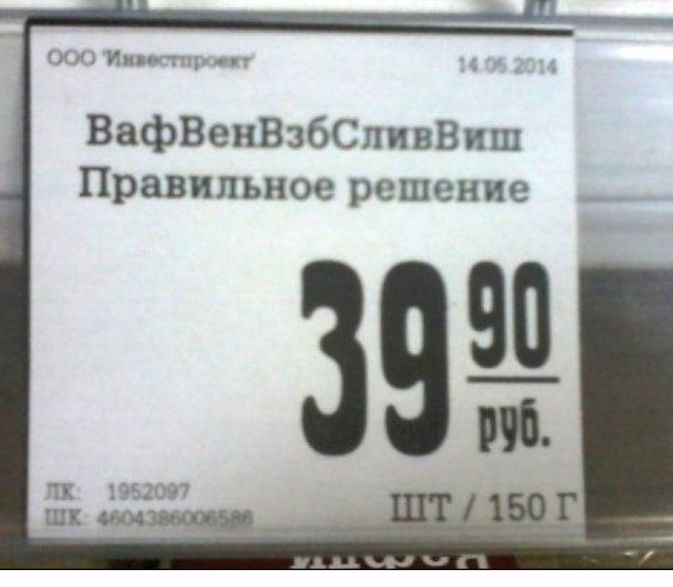 ООО 'Инвестпроект' 14.05.2014
ВафВенВзбСливВиш
Правильное решение
39 90
руб.
ЛК: 1952097
ШК: 4604386006586
ШТ / 150 Г